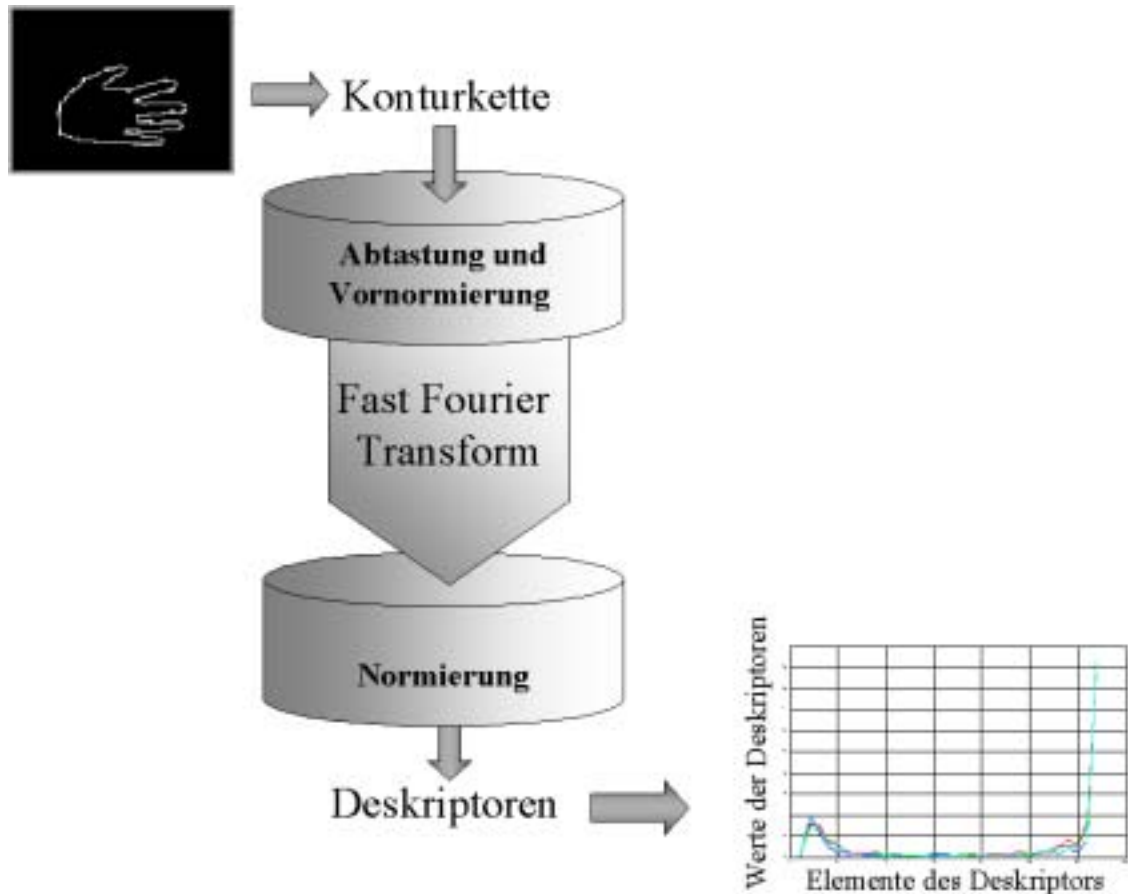 Konturkette
Abtastung und
Vornormierung
Fast Fourier
Transform
Normierung
Deskriptoren
Werte der Deskriptoren
Elemente des Deskriptors